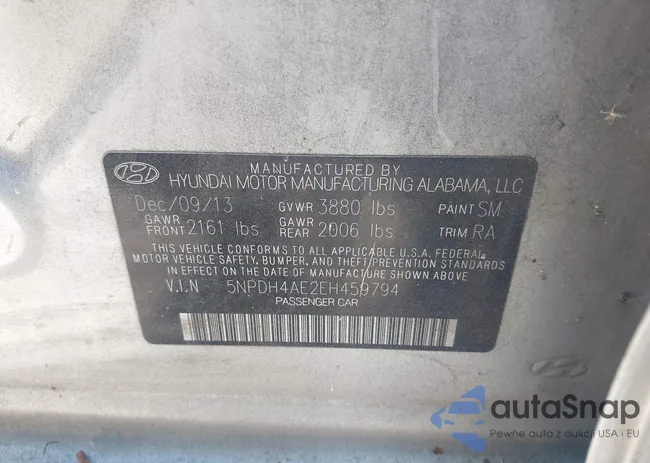 MANUFACTURED BY
HYUNDAI MOTOR MANUFACTURING ALABAMA, LLC
Dec/09/13 GVWR 3880 lbs PAINT SM
GAWR FRONT 2161 lbs GAWR REAR 2006 lbs TRIM RA
THIS VEHICLE CONFORMS TO ALL APPLICABLE U.S.A. FEDERAL
MOTOR VEHICLE SAFETY, BUMPER, AND THEFT PREVENTION STANDARDS
IN EFFECT ON THE DATE OF MANUFACTURE SHOWN ABOVE.
V.I.N 5NPDH4AE2EH459794
PASSENGER CAR
autaSnap
Pewne auto z aukcji USA i EU